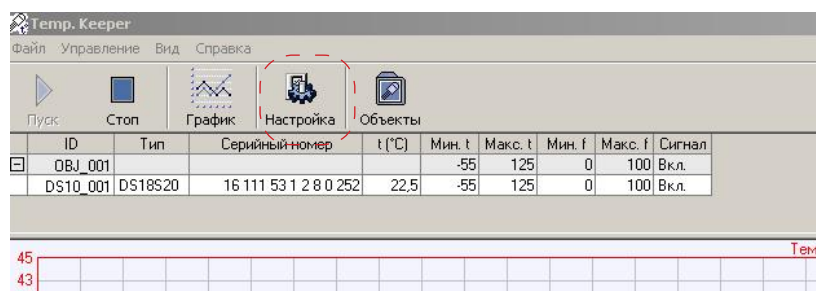 Temp. Keeper
Файл Управление Вид Справка
Пуск Стоп График Настройка Объекты
ID Тип Серийный номер t (°C) Мин. t Макс. t Мин. f Макс. f Сигнал
OBJ_001 -55 125 0 100 Вкл.
DS10_001 DS18S20 16 111 53 1 2 8 0 252 22,5 -55 125 0 100 Вкл.
Тем
45
43